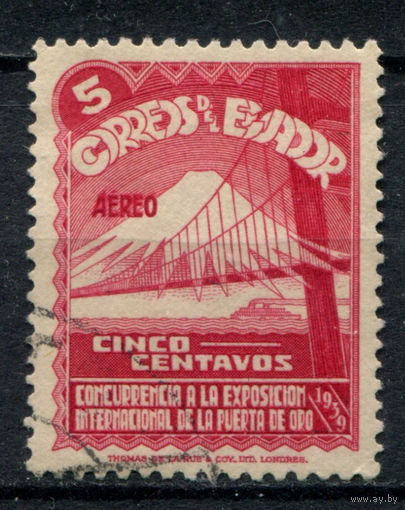 5
CORREOS DEL ECUADOR
AÉREO
CINCO
CENTAVOS
CONCURRENCIA A LA EXPOSICION
INTERNACIONAL DE LA PUERTA DE ORO
1939
THOMAS DE LA RUE & COY., LTD. LONDRES.
www.ay.by